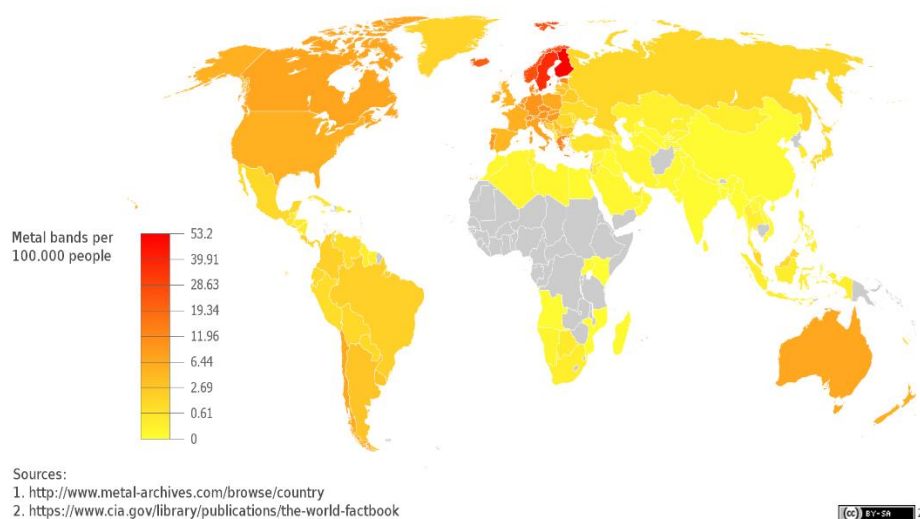 Metal bands per
100.000 people
53.2
39.91
28.63
19.34
11.96
6.44
2.69
0.61
0
Sources:
1. http://www.metal-archives.com/browse/country
2. https://www.cia.gov/library/publications/the-world-factbook
(cc) BY-SA